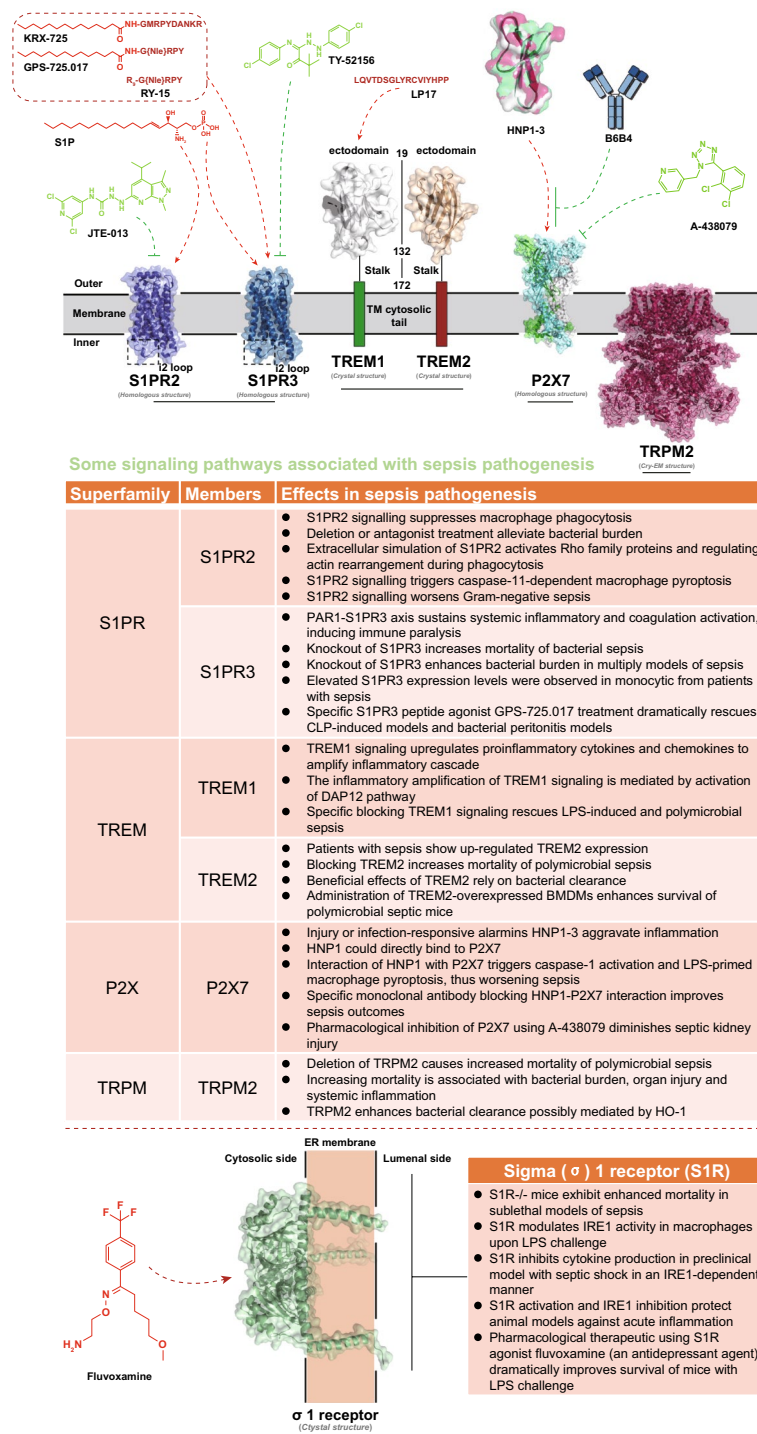 NH-GMRPYDANKR
O
KRX-725
NH-G{Nle}RPY
O
GPS-725.017
R9-G{Nle}RPY
RY-15
S1P
OH
O
P
OH
OH
NH2
Cl
N
O
HN-N
H
Cl
TY-52156
LQVTDSGLYRCVIYHPP
LP17
HNP1-3
B6B4
N
N
N
N
N
Cl
Cl
A-438079
Cl
N
Cl
H
N
O
N
H
H
N
N
N
N
JTE-013
ectodomain
19
ectodomain
132
Stalk
Stalk
172
Outer
Membrane
Inner
TM cytosolic
tail
i2 loop
i2 loop
S1PR2
(Homologous structure)
S1PR3
(Homologous structure)
TREM1
(Crystal structure)
TREM2
(Crystal structure)
P2X7
(Homologous structure)
TRPM2
(Cry-EM structure)
Some signaling pathways associated with sepsis pathogenesis
Superfamily Members Effects in sepsis pathogenesis
S1PR
S1PR2
● S1PR2 signalling suppresses macrophage phagocytosis
● Deletion or antagonist treatment alleviate bacterial burden
● Extracellular simulation of S1PR2 activates Rho family proteins and regulating
actin rearrangement during phagocytosis
● S1PR2 signalling triggers caspase-11-dependent macrophage pyroptosis
● S1PR2 signalling worsens Gram-negative sepsis
S1PR3
● PAR1-S1PR3 axis sustains systemic inflammatory and coagulation activation,
inducing immune paralysis
● Knockout of S1PR3 increases mortality of bacterial sepsis
● Knockout of S1PR3 enhances bacterial burden in multiply models of sepsis
● Elevated S1PR3 expression levels were observed in monocytic from patients
with sepsis
● Specific S1PR3 peptide agonist GPS-725.017 treatment dramatically rescues
CLP-induced models and bacterial peritonitis models
TREM
TREM1
● TREM1 signaling upregulates proinflammatory cytokines and chemokines to
amplify inflammatory cascade
● The inflammatory amplification of TREM1 signaling is mediated by activation
of DAP12 pathway
● Specific blocking TREM1 signaling rescues LPS-induced and polymicrobial
sepsis
TREM2
● Patients with sepsis show up-regulated TREM2 expression
● Blocking TREM2 increases mortality of polymicrobial sepsis
● Beneficial effects of TREM2 rely on bacterial clearance
● Administration of TREM2-overexpressed BMDMs enhances survival of
polymicrobial septic mice
P2X
P2X7
● Injury or infection-responsive alarmins HNP1-3 aggravate inflammation
● HNP1 could directly bind to P2X7
● Interaction of HNP1 with P2X7 triggers caspase-1 activation and LPS-primed
macrophage pyroptosis, thus worsening sepsis
● Specific monoclonal antibody blocking HNP1-P2X7 interaction improves
sepsis outcomes
● Pharmacological inhibition of P2X7 using A-438079 diminishes septic kidney
injury
TRPM
TRPM2
● Deletion of TRPM2 causes increased mortality of polymicrobial sepsis
● Increasing mortality is associated with bacterial burden, organ injury and
systemic inflammation
● TRPM2 enhances bacterial clearance possibly mediated by HO-1
ER membrane
Cytosolic side
Lumenal side
F
F
F
N
O
H2N
O
Fluvoxamine
σ 1 receptor
(Ctystal structure)
Sigma ( σ ) 1 receptor (S1R)
● S1R-/- mice exhibit enhanced mortality in
sublethal models of sepsis
● S1R modulates IRE1 activity in macrophages
upon LPS challenge
● S1R inhibits cytokine production in preclinical
model with septic shock in an IRE1-dependent
manner
● S1R activation and IRE1 inhibition protect
animal models against acute inflammation
● Pharmacological therapeutic using S1R
agonist fluvoxamine (an antidepressant agent)
dramatically improves survival of mice with
LPS challenge